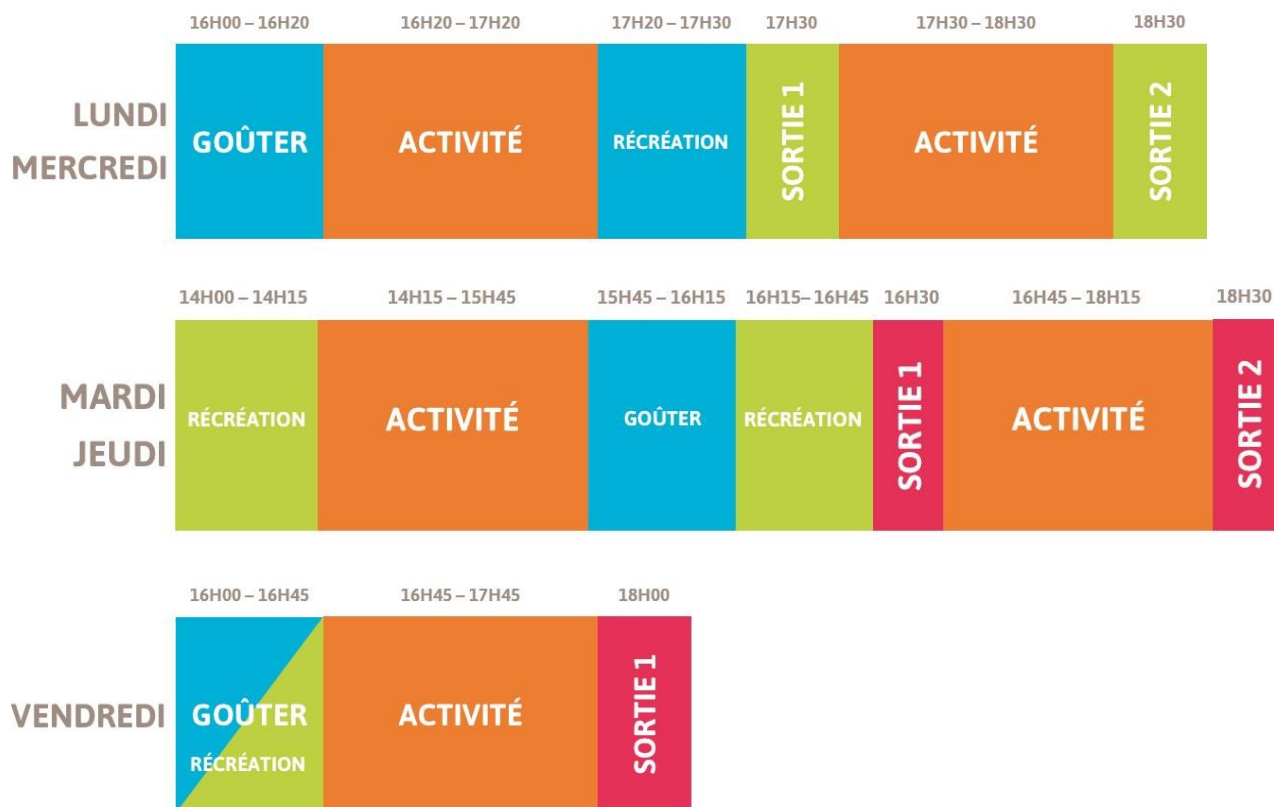 16H00 – 16H20 16H20 – 17H20 17H20 – 17H30 17H30 17H30 – 18H30 18H30
LUNDI
MERCREDI
GOÛTER ACTIVITÉ RÉCRÉATION SORTIE 1 ACTIVITÉ SORTIE 2
14H00 – 14H15 14H15 – 15H45 15H45 – 16H15 16H15 – 16H45 16H30 16H45 – 18H15 18H30
MARDI
JEUDI
RÉCRÉATION ACTIVITÉ GOÛTER RÉCRÉATION SORTIE 1 ACTIVITÉ SORTIE 2
16H00 – 16H45 16H45 – 17H45 18H00
VENDREDI GOÛTER ACTIVITÉ SORTIE 1
RÉCRÉATION